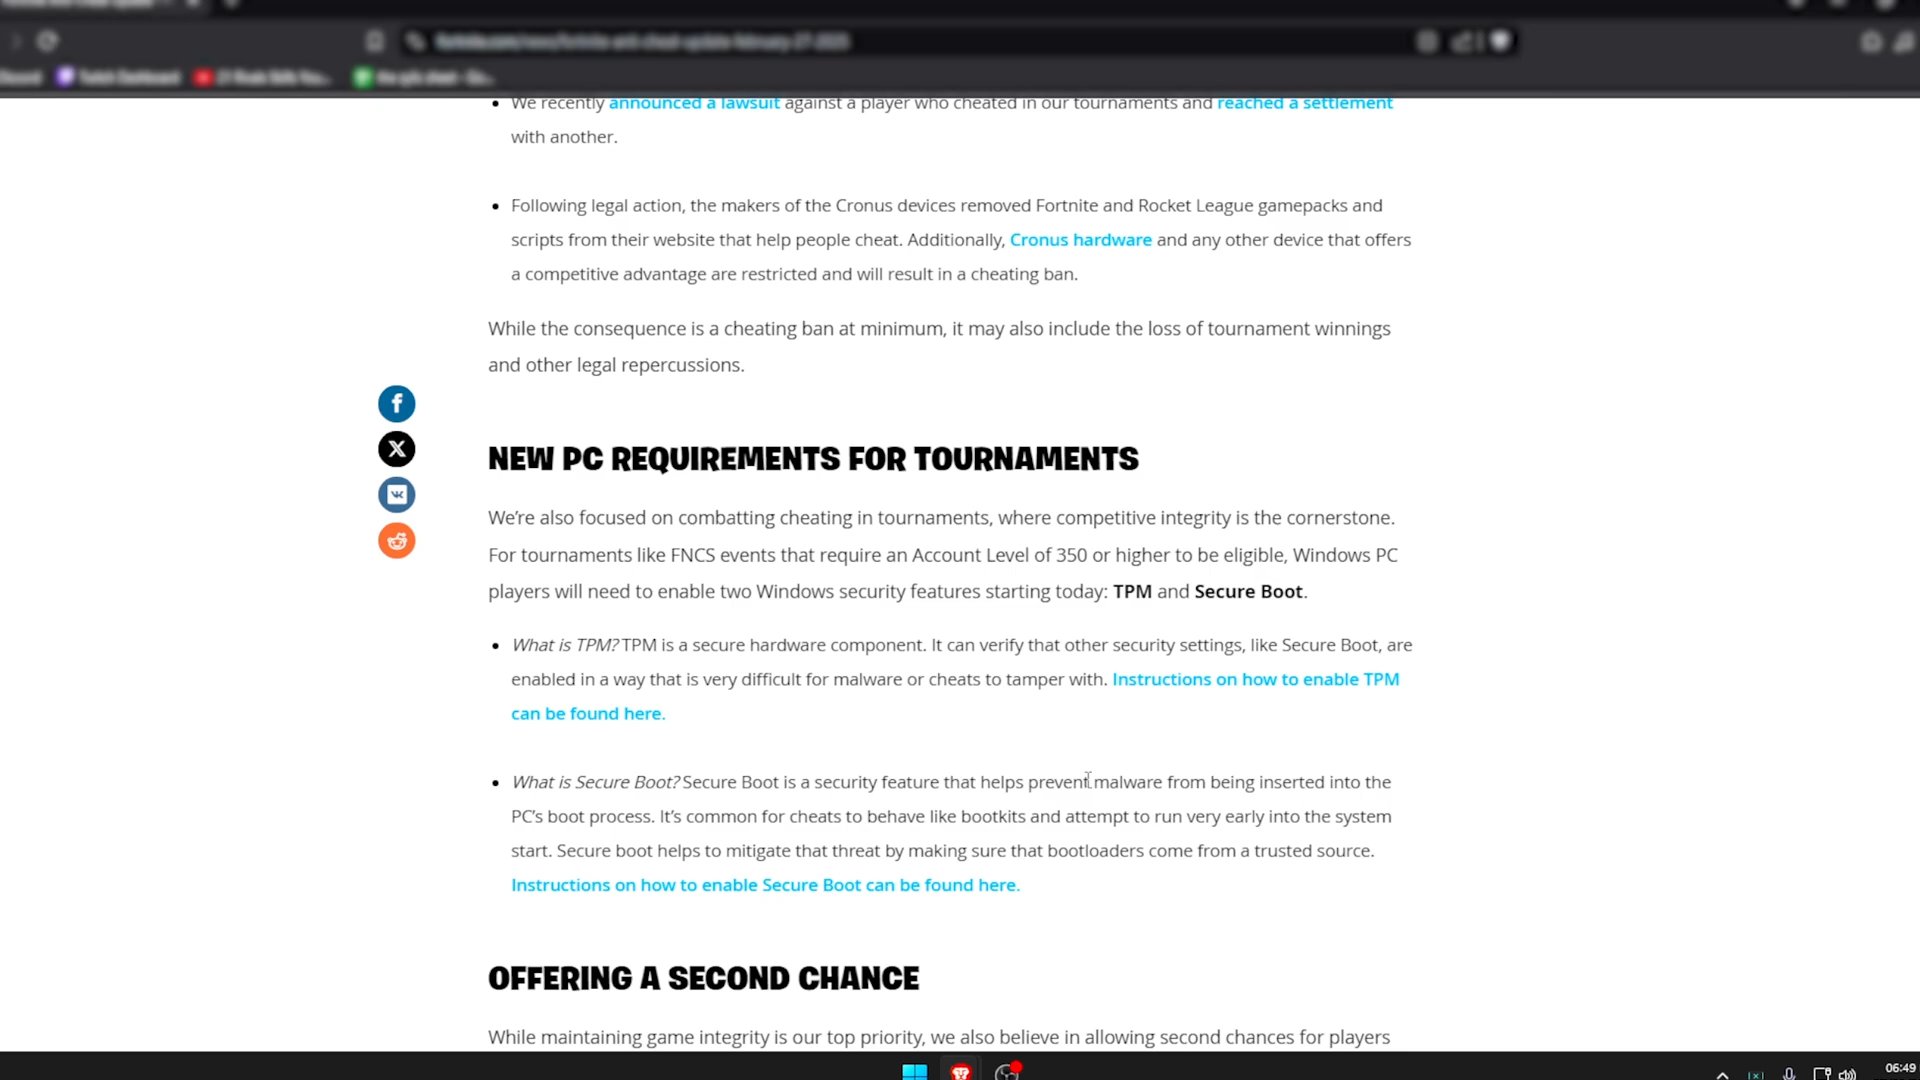 Twitch Dashboard
We recently announced a lawsuit against a player who cheated in our tournaments and reached a settlement
with another.
Following legal action, the makers of the Cronus devices removed Fortnite and Rocket League gamepacks and
scripts from their website that help people cheat. Additionally, Cronus hardware and any other device that offers
a competitive advantage are restricted and will result in a cheating ban.
While the consequence is a cheating ban at minimum, it may also include the loss of tournament winnings
and other legal repercussions.
NEW PC REQUIREMENTS FOR TOURNAMENTS
We’re also focused on combatting cheating in tournaments, where competitive integrity is the cornerstone.
For tournaments like FNCS events that require an Account Level of 350 or higher to be eligible, Windows PC
players will need to enable two Windows security features starting today: TPM and Secure Boot.
What is TPM? TPM is a secure hardware component. It can verify that other security settings, like Secure Boot, are
enabled in a way that is very difficult for malware or cheats to tamper with. Instructions on how to enable TPM
can be found here.
What is Secure Boot? Secure Boot is a security feature that helps prevent malware from being inserted into the
PC’s boot process. It’s common for cheats to behave like bootkits and attempt to run very early into the system
start. Secure boot helps to mitigate that threat by making sure that bootloaders come from a trusted source.
Instructions on how to enable Secure Boot can be found here.
OFFERING A SECOND CHANCE
While maintaining game integrity is our top priority, we also believe in allowing second chances for players
06:49